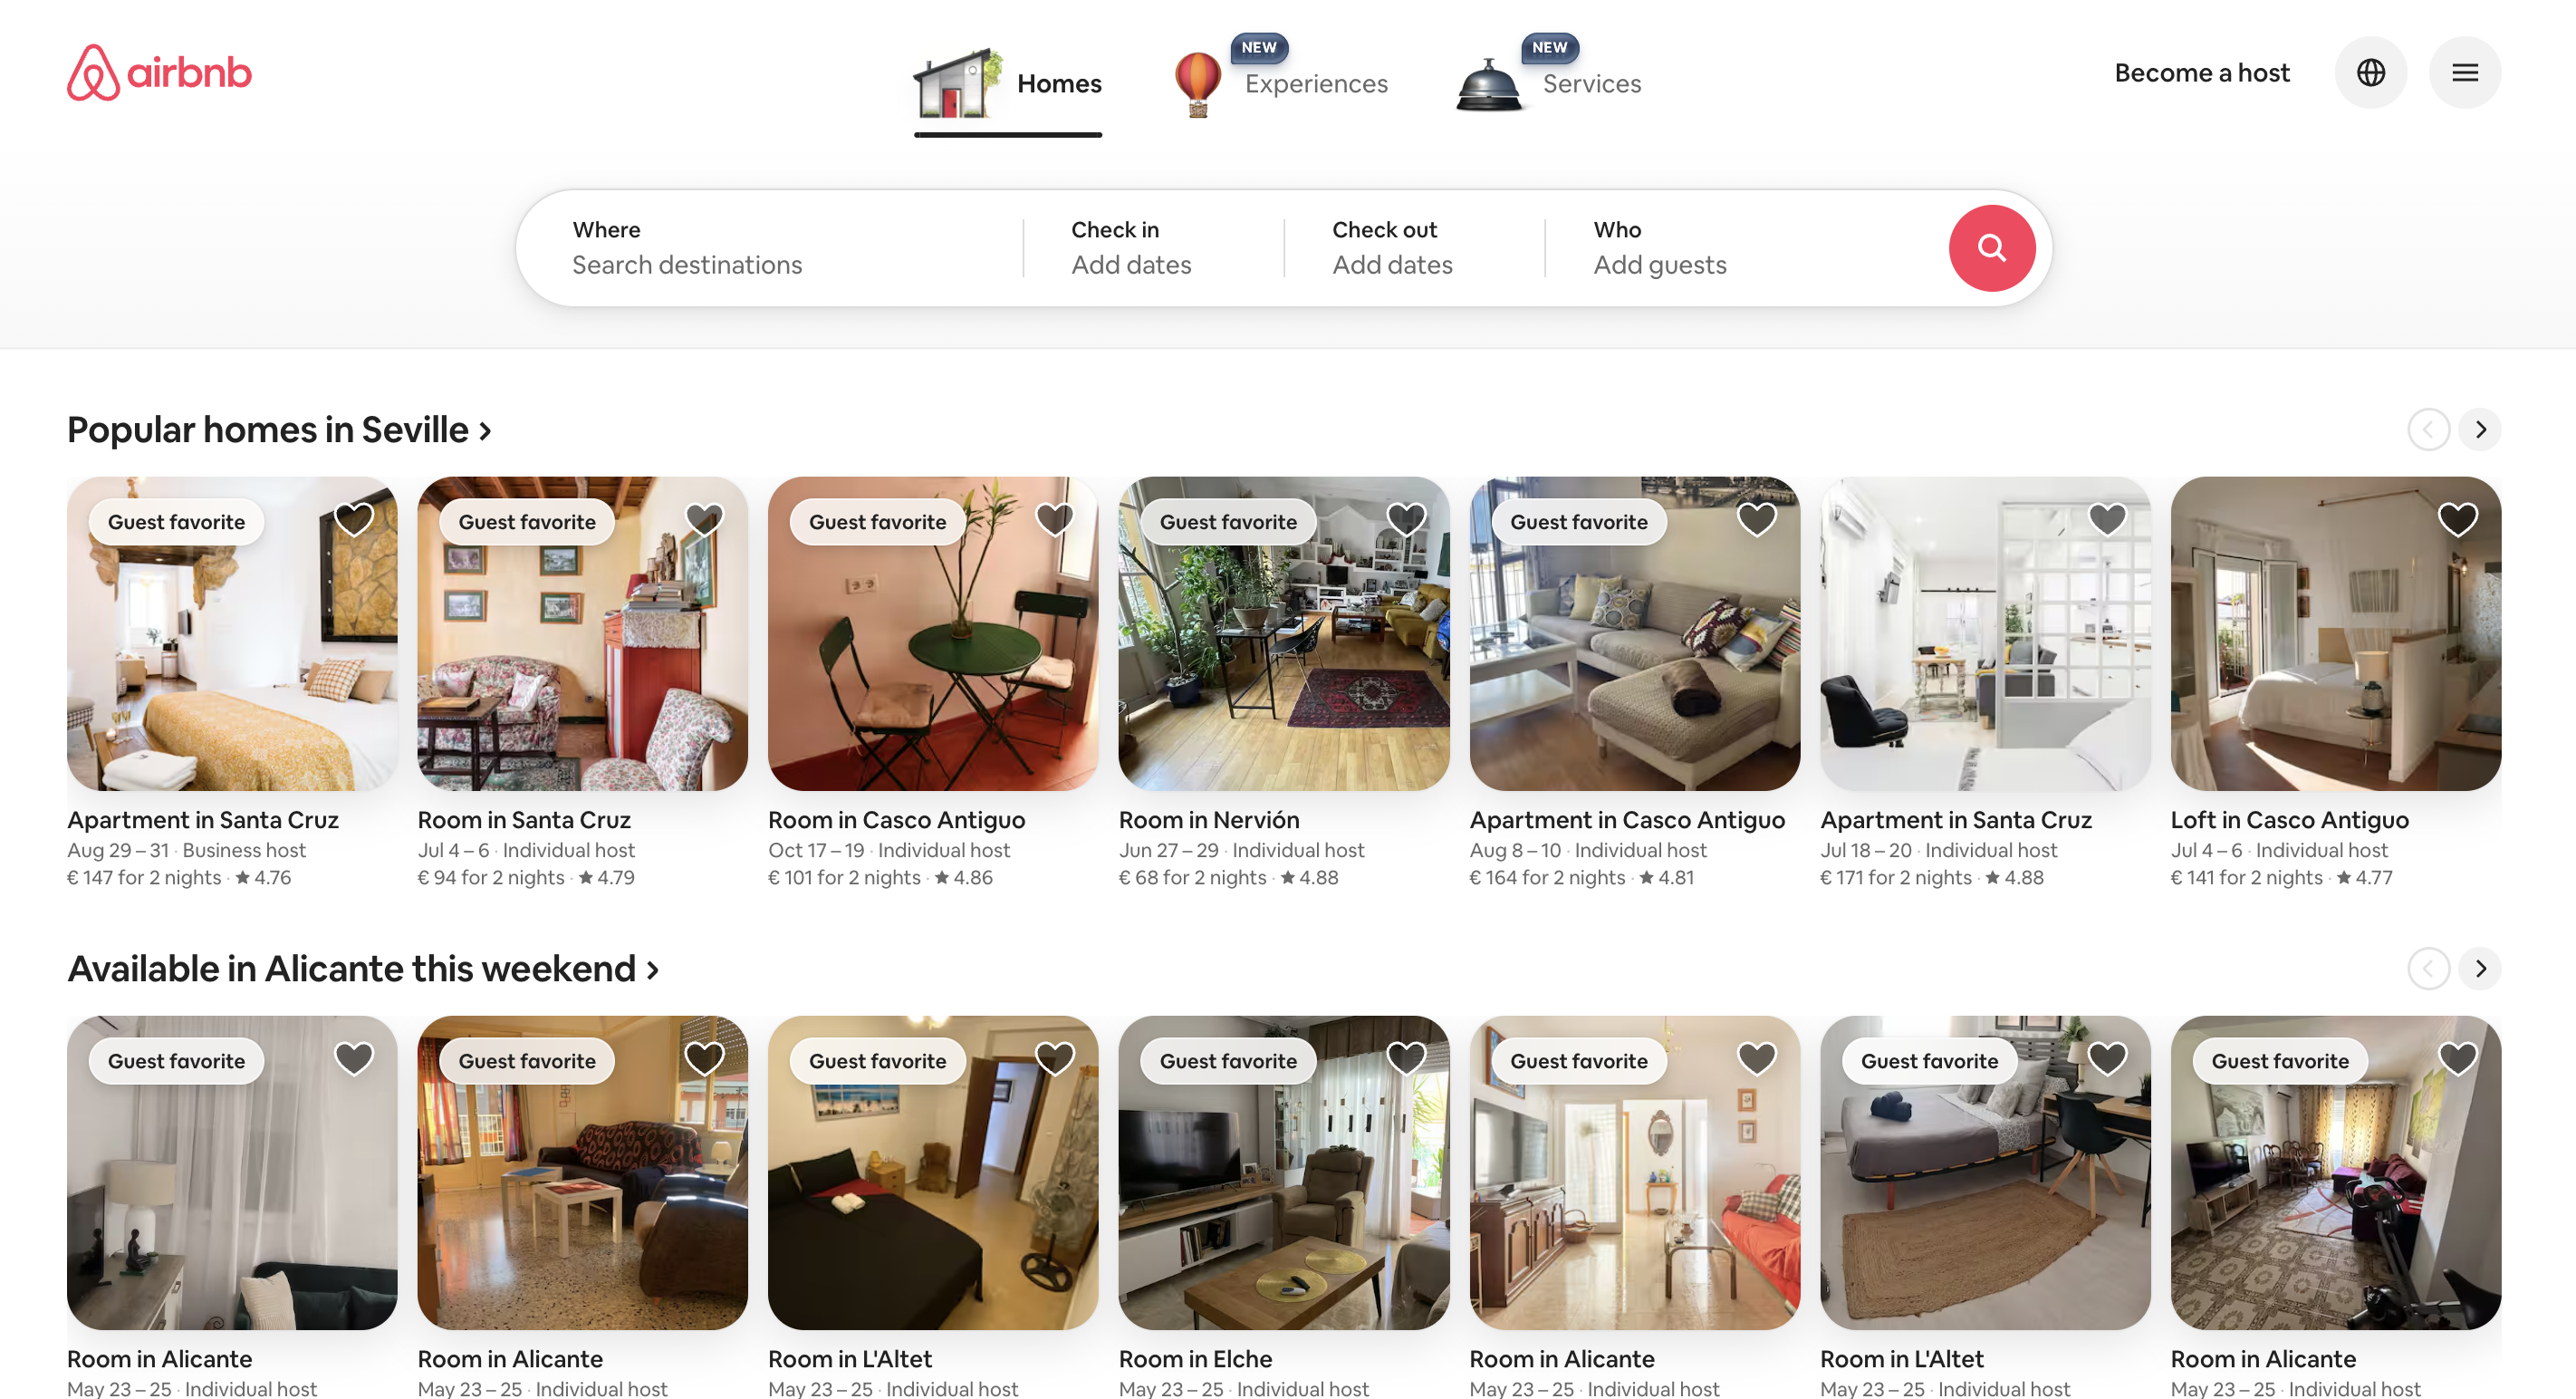 airbnb
Homes
NEW
Experiences
NEW
Services
Become a host
Where
Search destinations
Check in
Add dates
Check out
Add dates
Who
Add guests
Popular homes in Seville
Guest favorite
Guest favorite
Guest favorite
Guest favorite
Guest favorite
Apartment in Santa Cruz
Aug 29 – 31 · Business host
€ 147 for 2 nights · ★ 4.76
Room in Santa Cruz
Jul 4 – 6 · Individual host
€ 94 for 2 nights · ★ 4.79
Room in Casco Antiguo
Oct 17 – 19 · Individual host
€ 101 for 2 nights · ★ 4.86
Room in Nervión
Jun 27 – 29 · Individual host
€ 68 for 2 nights · ★ 4.88
Apartment in Casco Antiguo
Aug 8 – 10 · Individual host
€ 164 for 2 nights · ★ 4.81
Apartment in Santa Cruz
Jul 18 – 20 · Individual host
€ 171 for 2 nights · ★ 4.88
Loft in Casco Antiguo
Jul 4 – 6 · Individual host
€ 141 for 2 nights · ★ 4.77
Available in Alicante this weekend
Guest favorite
Guest favorite
Guest favorite
Guest favorite
Guest favorite
Guest favorite
Guest favorite
Room in Alicante
May 23 – 25 · Individual host
Room in Alicante
May 23 – 25 · Individual host
Room in L'Altet
May 23 – 25 · Individual host
Room in Elche
May 23 – 25 · Individual host
Room in Alicante
May 23 – 25 · Individual host
Room in L'Altet
May 23 – 25 · Individual host
Room in Alicante
May 23 – 25 · Individual host